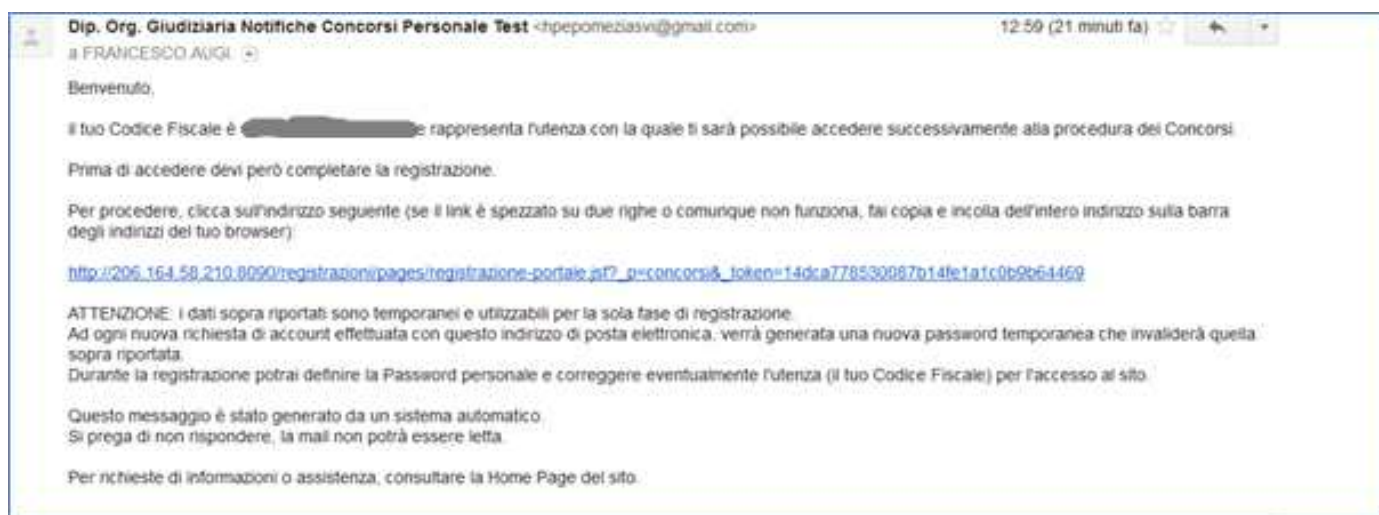 Dip. Org. Giudiziaria Notifiche Concorsi Personale Test <hpepomeziasvi@gmail.com>
12:59 (21 minuti fa)
a FRANCESCO AUGI.
Benvenuto,
il tuo Codice Fiscale è e rappresenta l'utenza con la quale ti sarà possibile accedere successivamente alla procedura dei Concorsi.
Prima di accedere devi però completare la registrazione.
Per procedere, clicca sull'indirizzo seguente (se il link è spezzato su due righe o comunque non funziona, fai copia e incolla dell'intero indirizzo sulla barra
degli indirizzi del tuo browser):
http://206.164.58.210:8090/registrazioni/pages/registrazione-portale.jsf?_p=concorsi&_token=14dca778530087b14fe1a1c0b9b64469
ATTENZIONE: i dati sopra riportati sono temporanei e utilizzabili per la sola fase di registrazione.
Ad ogni nuova richiesta di account effettuata con questo indirizzo di posta elettronica, verrà generata una nuova password temporanea che invaliderà quella
sopra riportata.
Durante la registrazione potrai definire la Password personale e correggere eventualmente l'utenza (il tuo Codice Fiscale) per l'accesso al sito.
Questo messaggio è stato generato da un sistema automatico.
Si prega di non rispondere, la mail non potrà essere letta.
Per richieste di informazioni o assistenza, consultare la Home Page del sito.